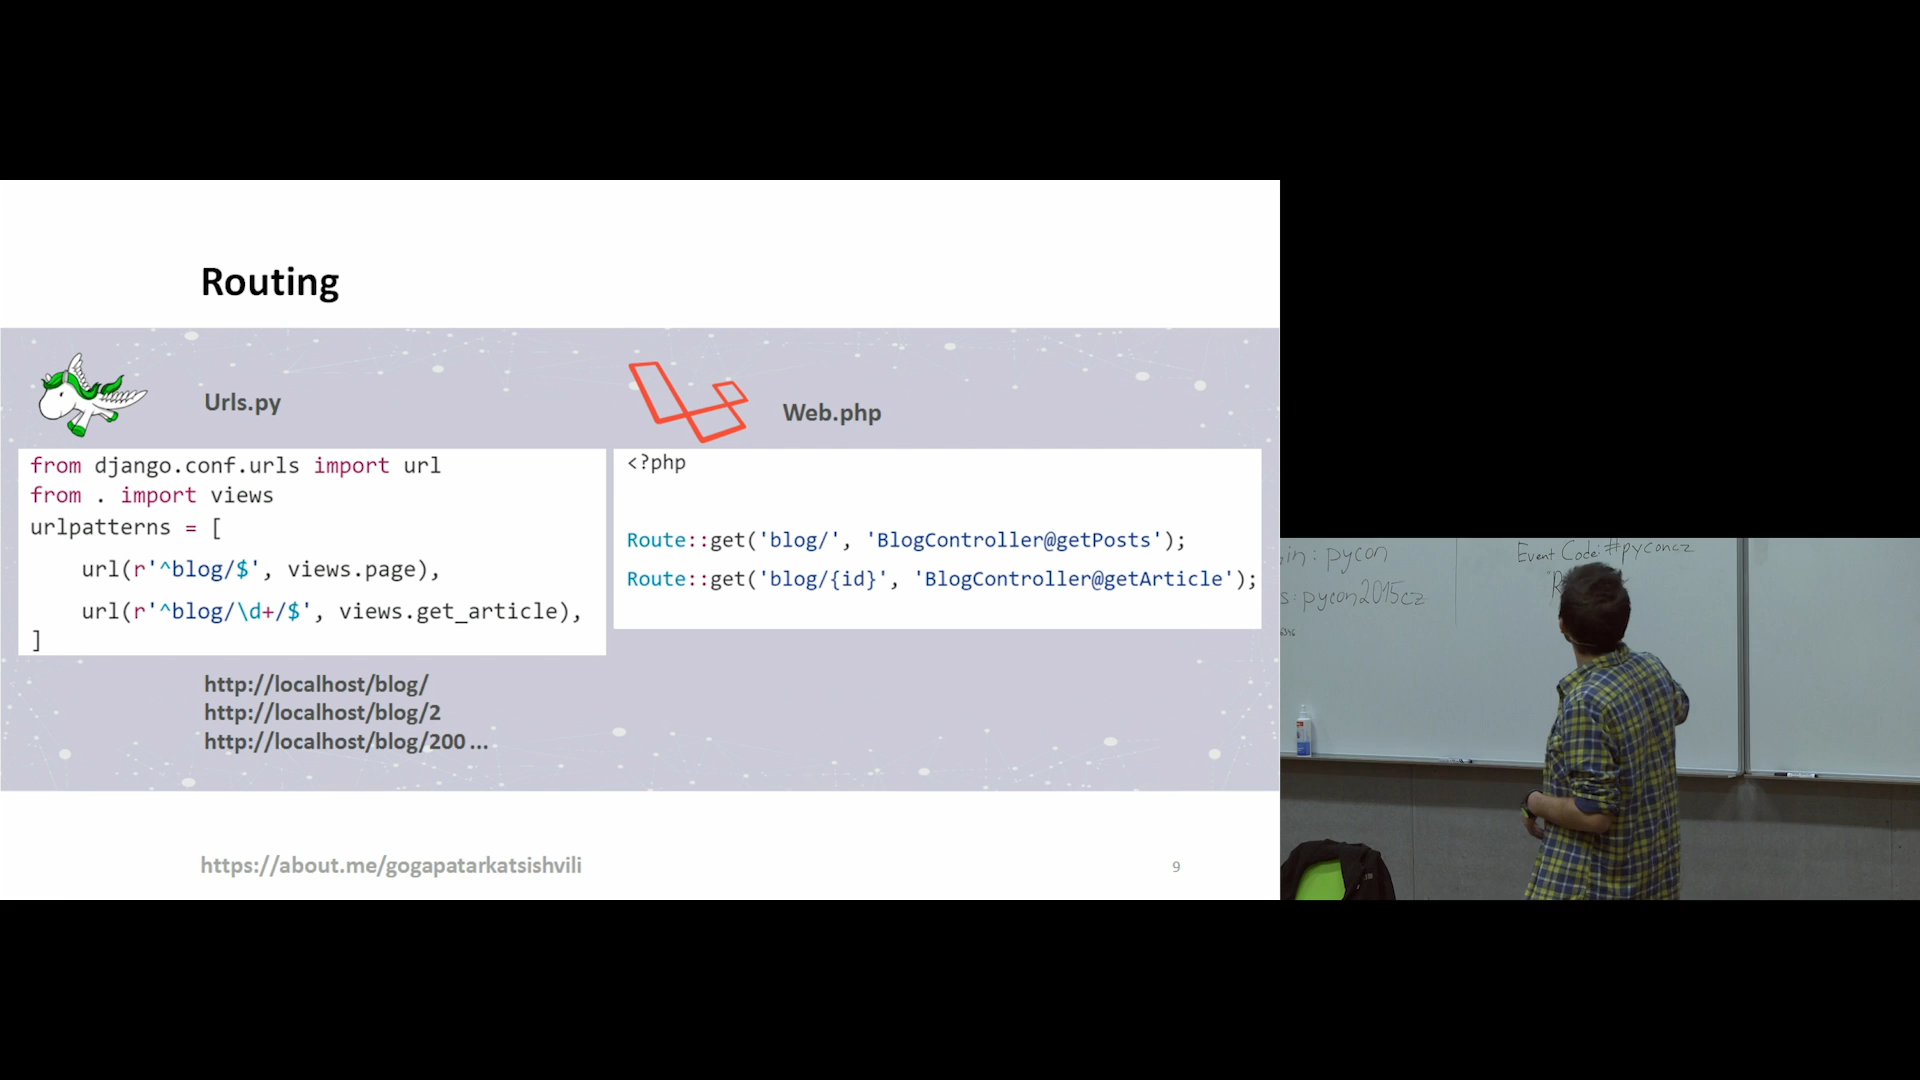 Routing
Urls.py
from django.conf.urls import url
from . import views
urlpatterns = [
url(r'^blog/$', views.page),
url(r'^blog/\d+/$', views.get_article),
]
http://localhost/blog/
http://localhost/blog/2
http://localhost/blog/200 ...
Web.php
<?php
Route::get('blog/', 'BlogController@getPosts');
Route::get('blog/{id}', 'BlogController@getArticle');
https://about.me/gogapatarkatsishvili
9
in: pycon
s: pycon2015cz
Event Code: #pyconcz